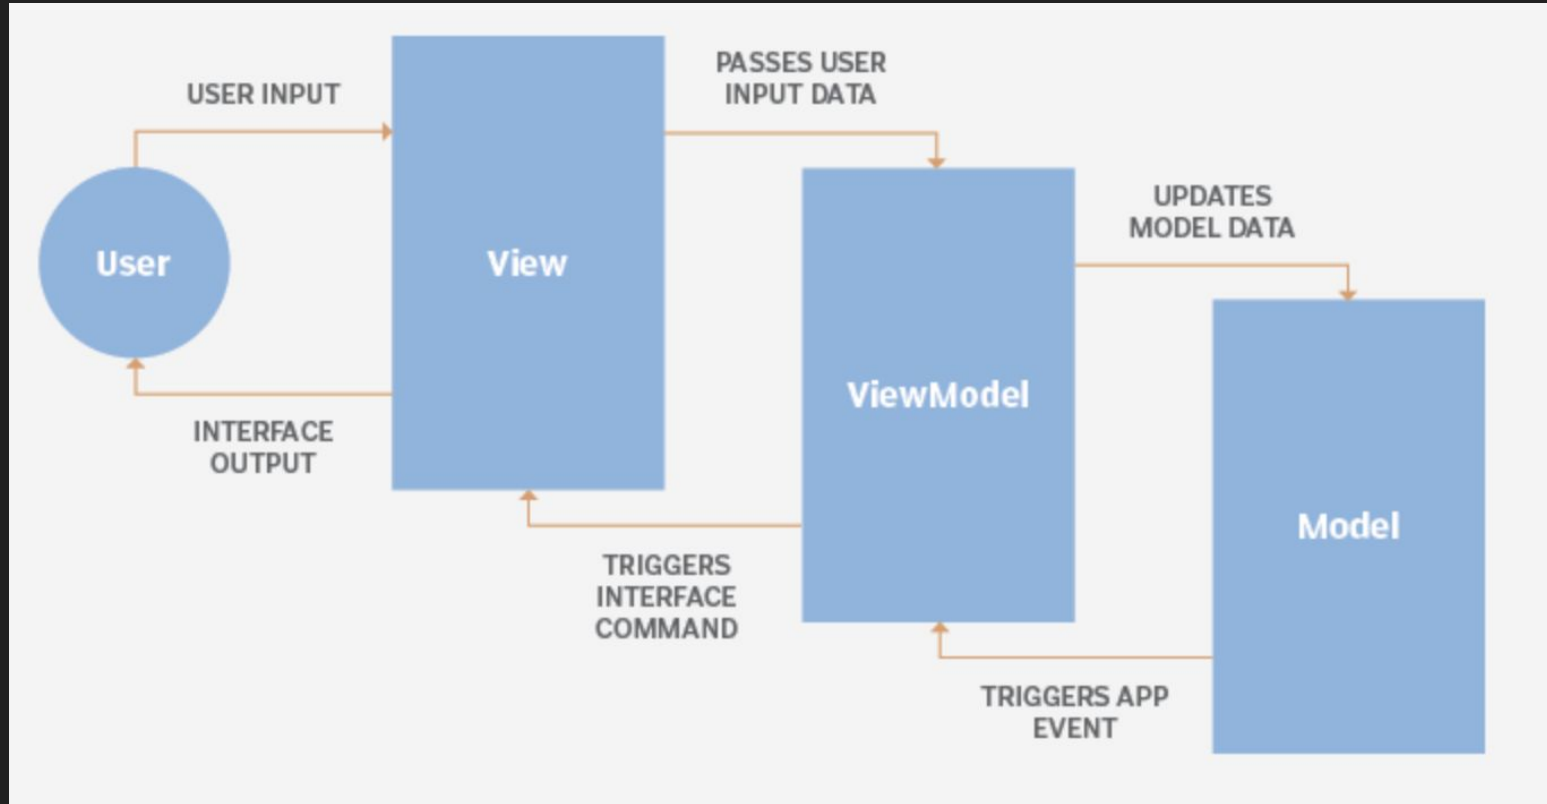 USER INPUT
PASSES USER
INPUT DATA
UPDATES
MODEL DATA
User
View
ViewModel
Model
INTERFACE
OUTPUT
TRIGGERS
INTERFACE
COMMAND
TRIGGERS APP
EVENT